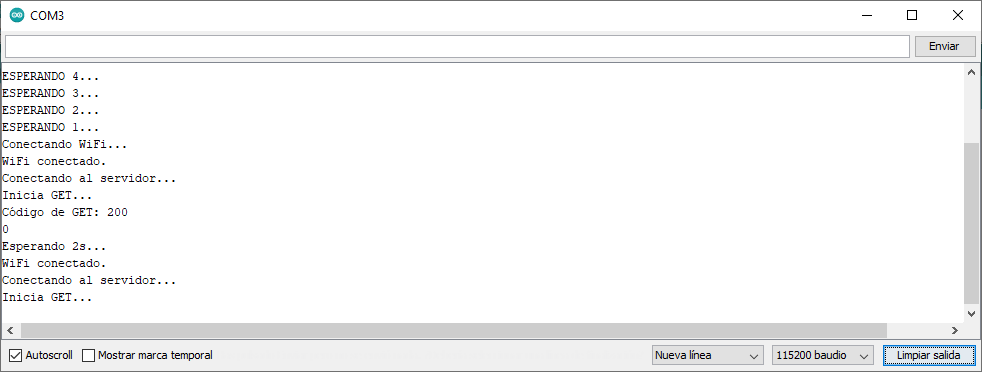 COM3
Enviar
ESPERANDO 4...
ESPERANDO 3...
ESPERANDO 2...
ESPERANDO 1...
Conectando WiFi...
WiFi conectado.
Conectando al servidor...
Inicia GET...
Código de GET: 200
0
Esperando 2s...
WiFi conectado.
Conectando al servidor...
Inicia GET...
Autoscroll Mostrar marca temporal Nueva línea 115200 baudio Limpiar salida